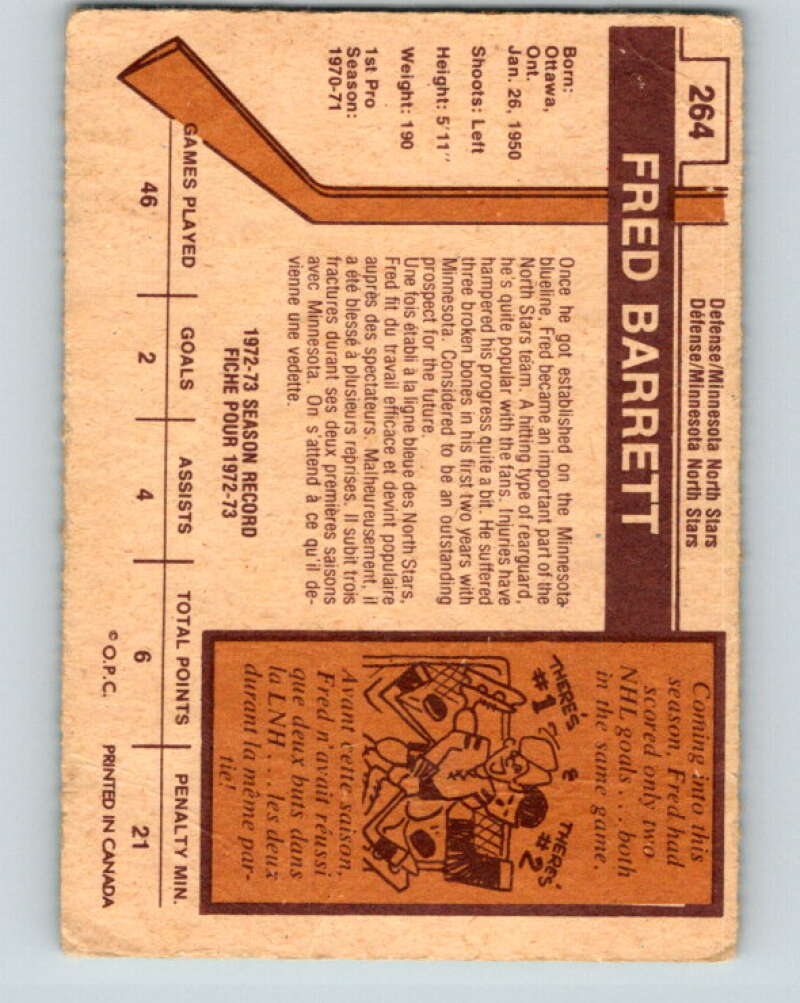 264
Defense/Minnesota North Stars
Défense/Minnesota North Stars
FRED BARRETT
Born:
Ottawa,
Ont.
Jan. 26, 1950
Shoots: Left
Height: 5'11"
Weight: 190
1st Pro
Season:
1970-71
Once he got established on the Minnesota
blueline, Fred became an important part of the
North Stars team. A hitting type of rearguard,
he's quite popular with the fans. Injuries have
hampered his progress quite a bit. He suffered
three broken bones in his first two years with
Minnesota. Considered to be an outstanding
prospect for the future.
Une fois établi à la ligne bleue des North Stars,
Fred fit du travail efficace et devint populaire
auprès des spectateurs. Malheureusement, il
a été blessé à plusieurs reprises. Il subit trois
fractures durant ses deux premières saisons
avec Minnesota. On s'attend à ce qu'il de-
vienne une vedette.
Coming into this
season, Fred had
scored only two
NHL goals . . . both
in the same game.
THERE'S
#1
&
THERE'S
#2
Avant cette saison,
Fred n'avait réussi
que deux buts dans
la LNH . . . les deux
durant la même par-
tie!
1972-73 SEASON RECORD
FICHE POUR 1972-73
GAMES PLAYED GOALS ASSISTS TOTAL POINTS PENALTY MIN.
46 2 4 6 21
© O.P.C. PRINTED IN CANADA